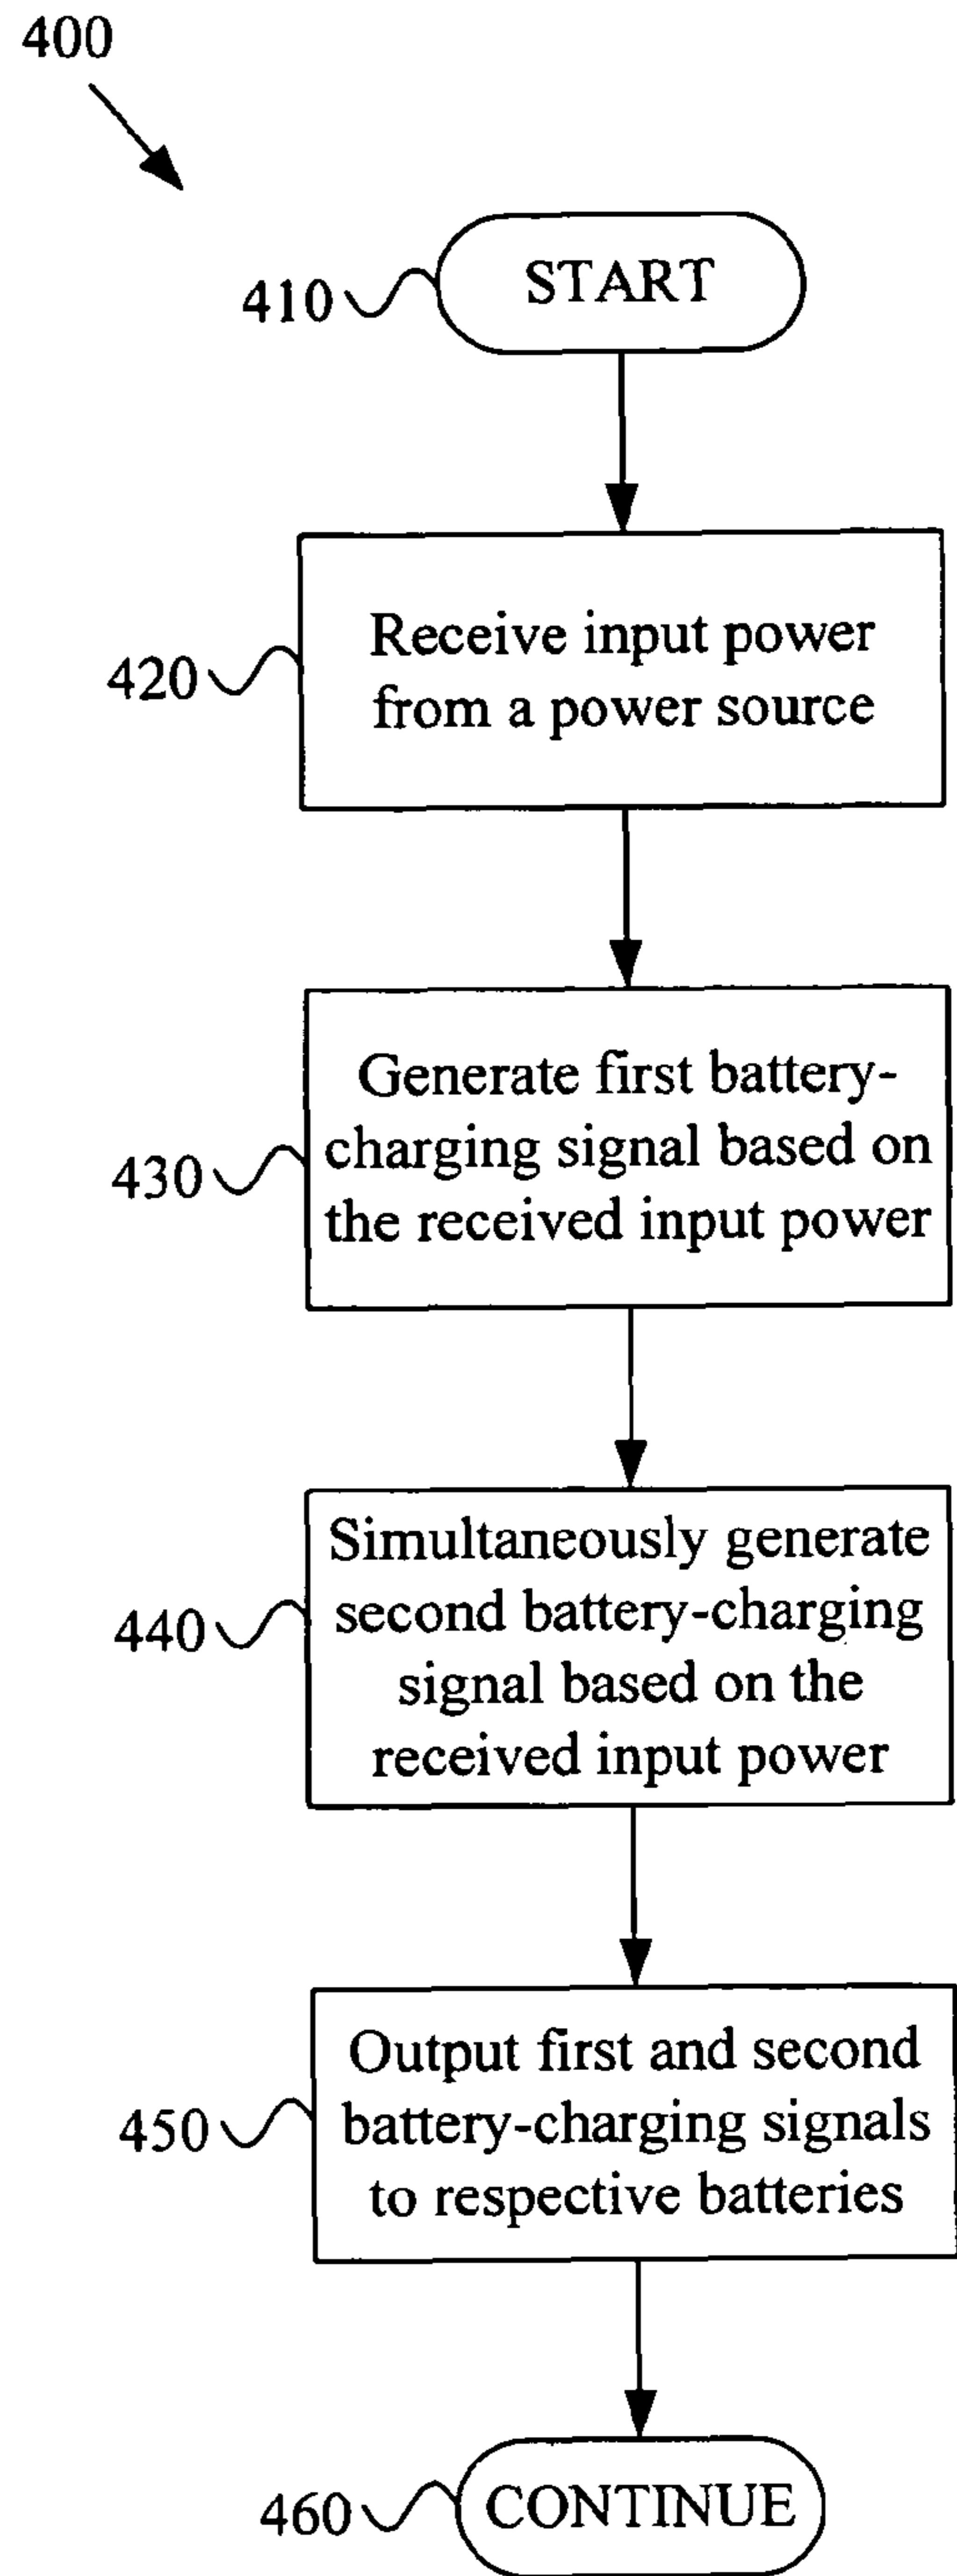 400
410
START
420
Receive input power
from a power source
430
Generate first battery-
charging signal based on
the received input power
440
Simultaneously generate
second battery-charging
signal based on the
received input power
450
Output first and second
battery-charging signals
to respective batteries
460
CONTINUE